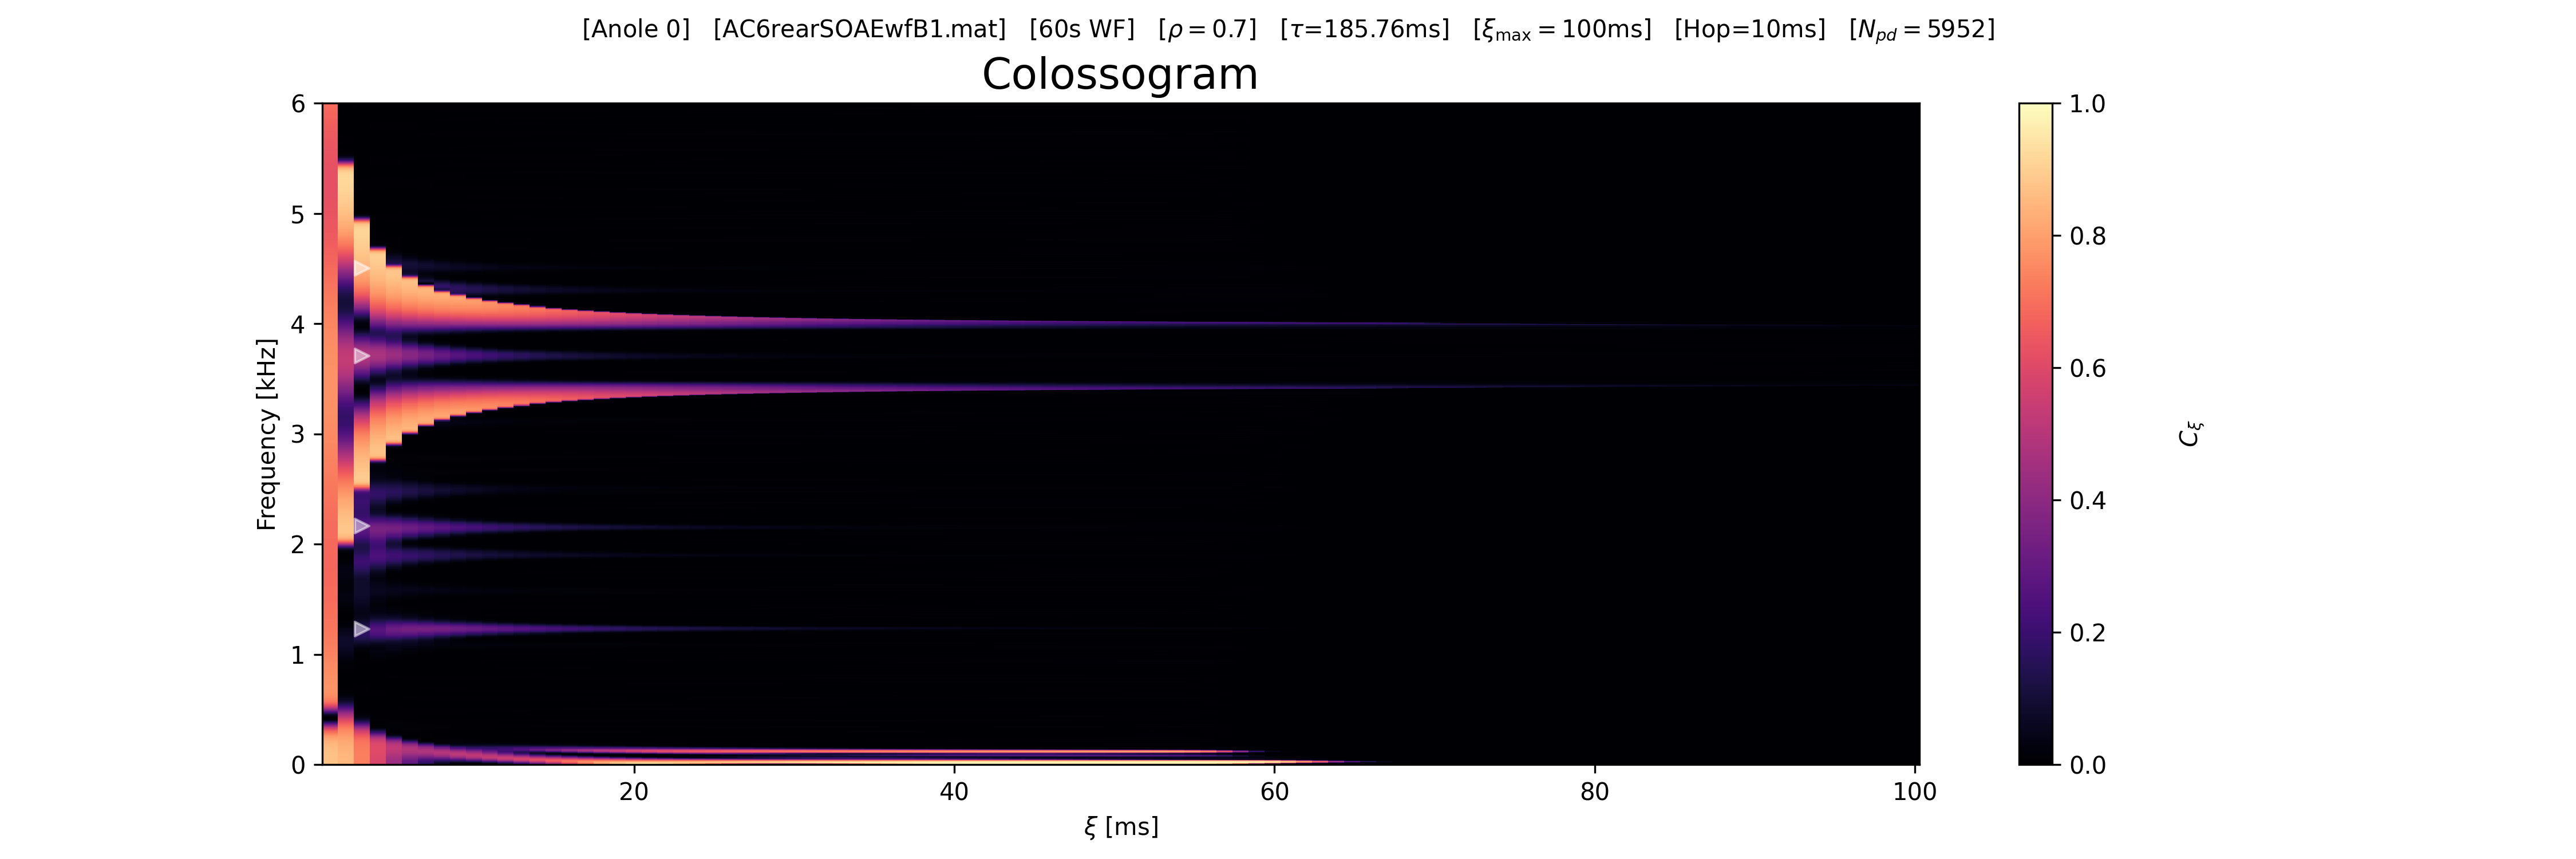 [Anole 0] [AC6rearSOAEwfB1.mat] [60s WF] [ρ = 0.7] [τ=185.76ms] [ξmax = 100ms] [Hop=10ms] [Npd = 5952]
Colossogram
6
5
4
3
2
1
0
Frequency [kHz]
20 40 60 80 100
ξ [ms]
1.0
0.8
0.6
0.4
0.2
0.0
Cξ